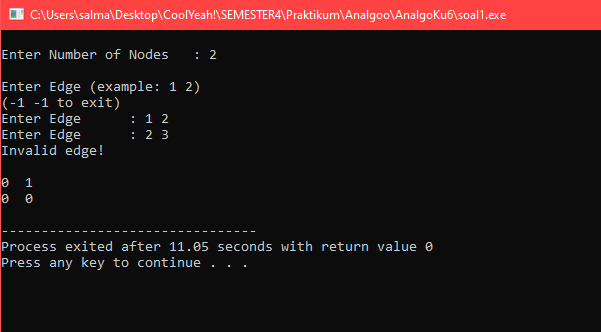 C:\Users\salma\Desktop\CoolYeah!\SEMESTER4\Praktikum\Analgoo\AnalgoKu6\soal1.exe
Enter Number of Nodes   : 2
Enter Edge (example: 1 2)
(-1 -1 to exit)
Enter Edge      : 1 2
Enter Edge      : 2 3
Invalid edge!
0  1
0  0
--------------------------------
Process exited after 11.05 seconds with return value 0
Press any key to continue . . .